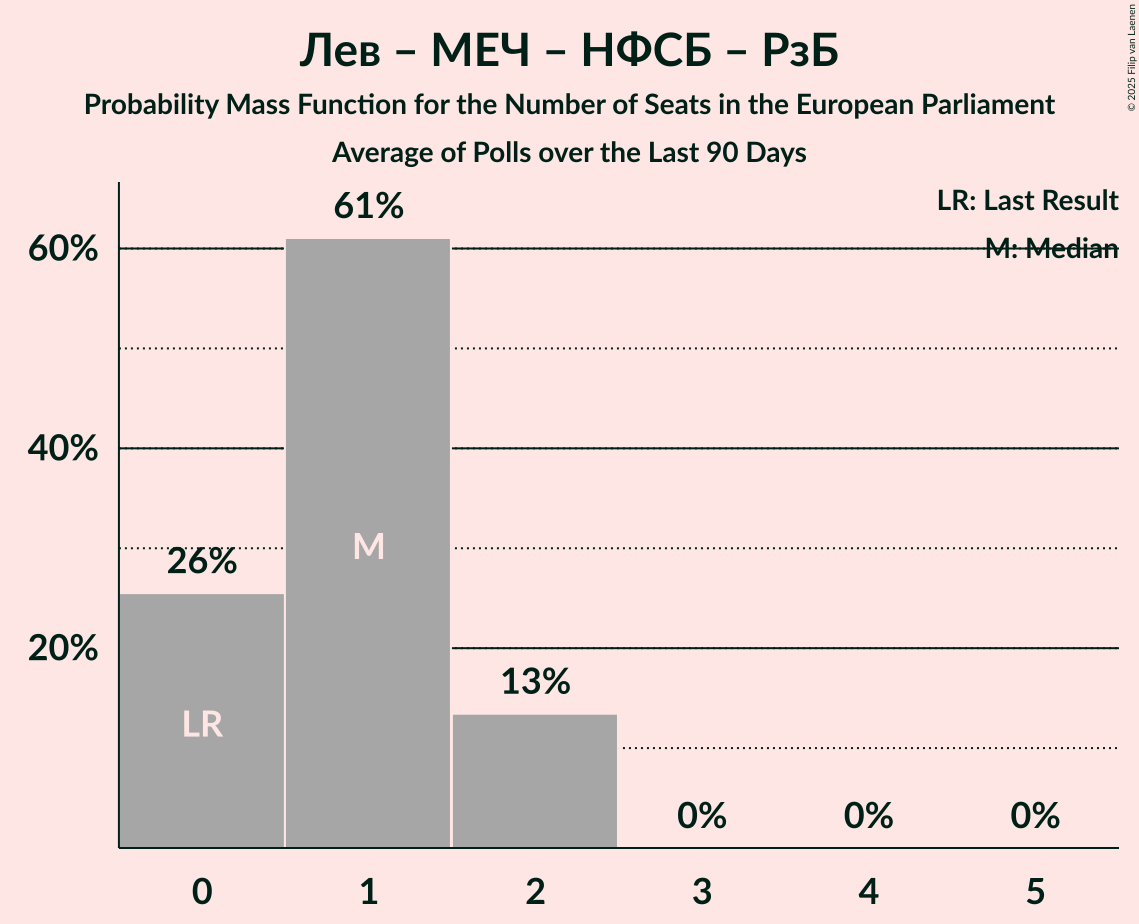 Лев – МЕЧ – НФСБ – РзБ
Probability Mass Function for the Number of Seats in the European Parliament
Average of Polls over the Last 90 Days
© 2025 Filip van Laenen
LR: Last Result
M: Median
61%
60%
40%
26%
M
20%
13%
LR
0% 0% 0%
0 1 2 3 4 5